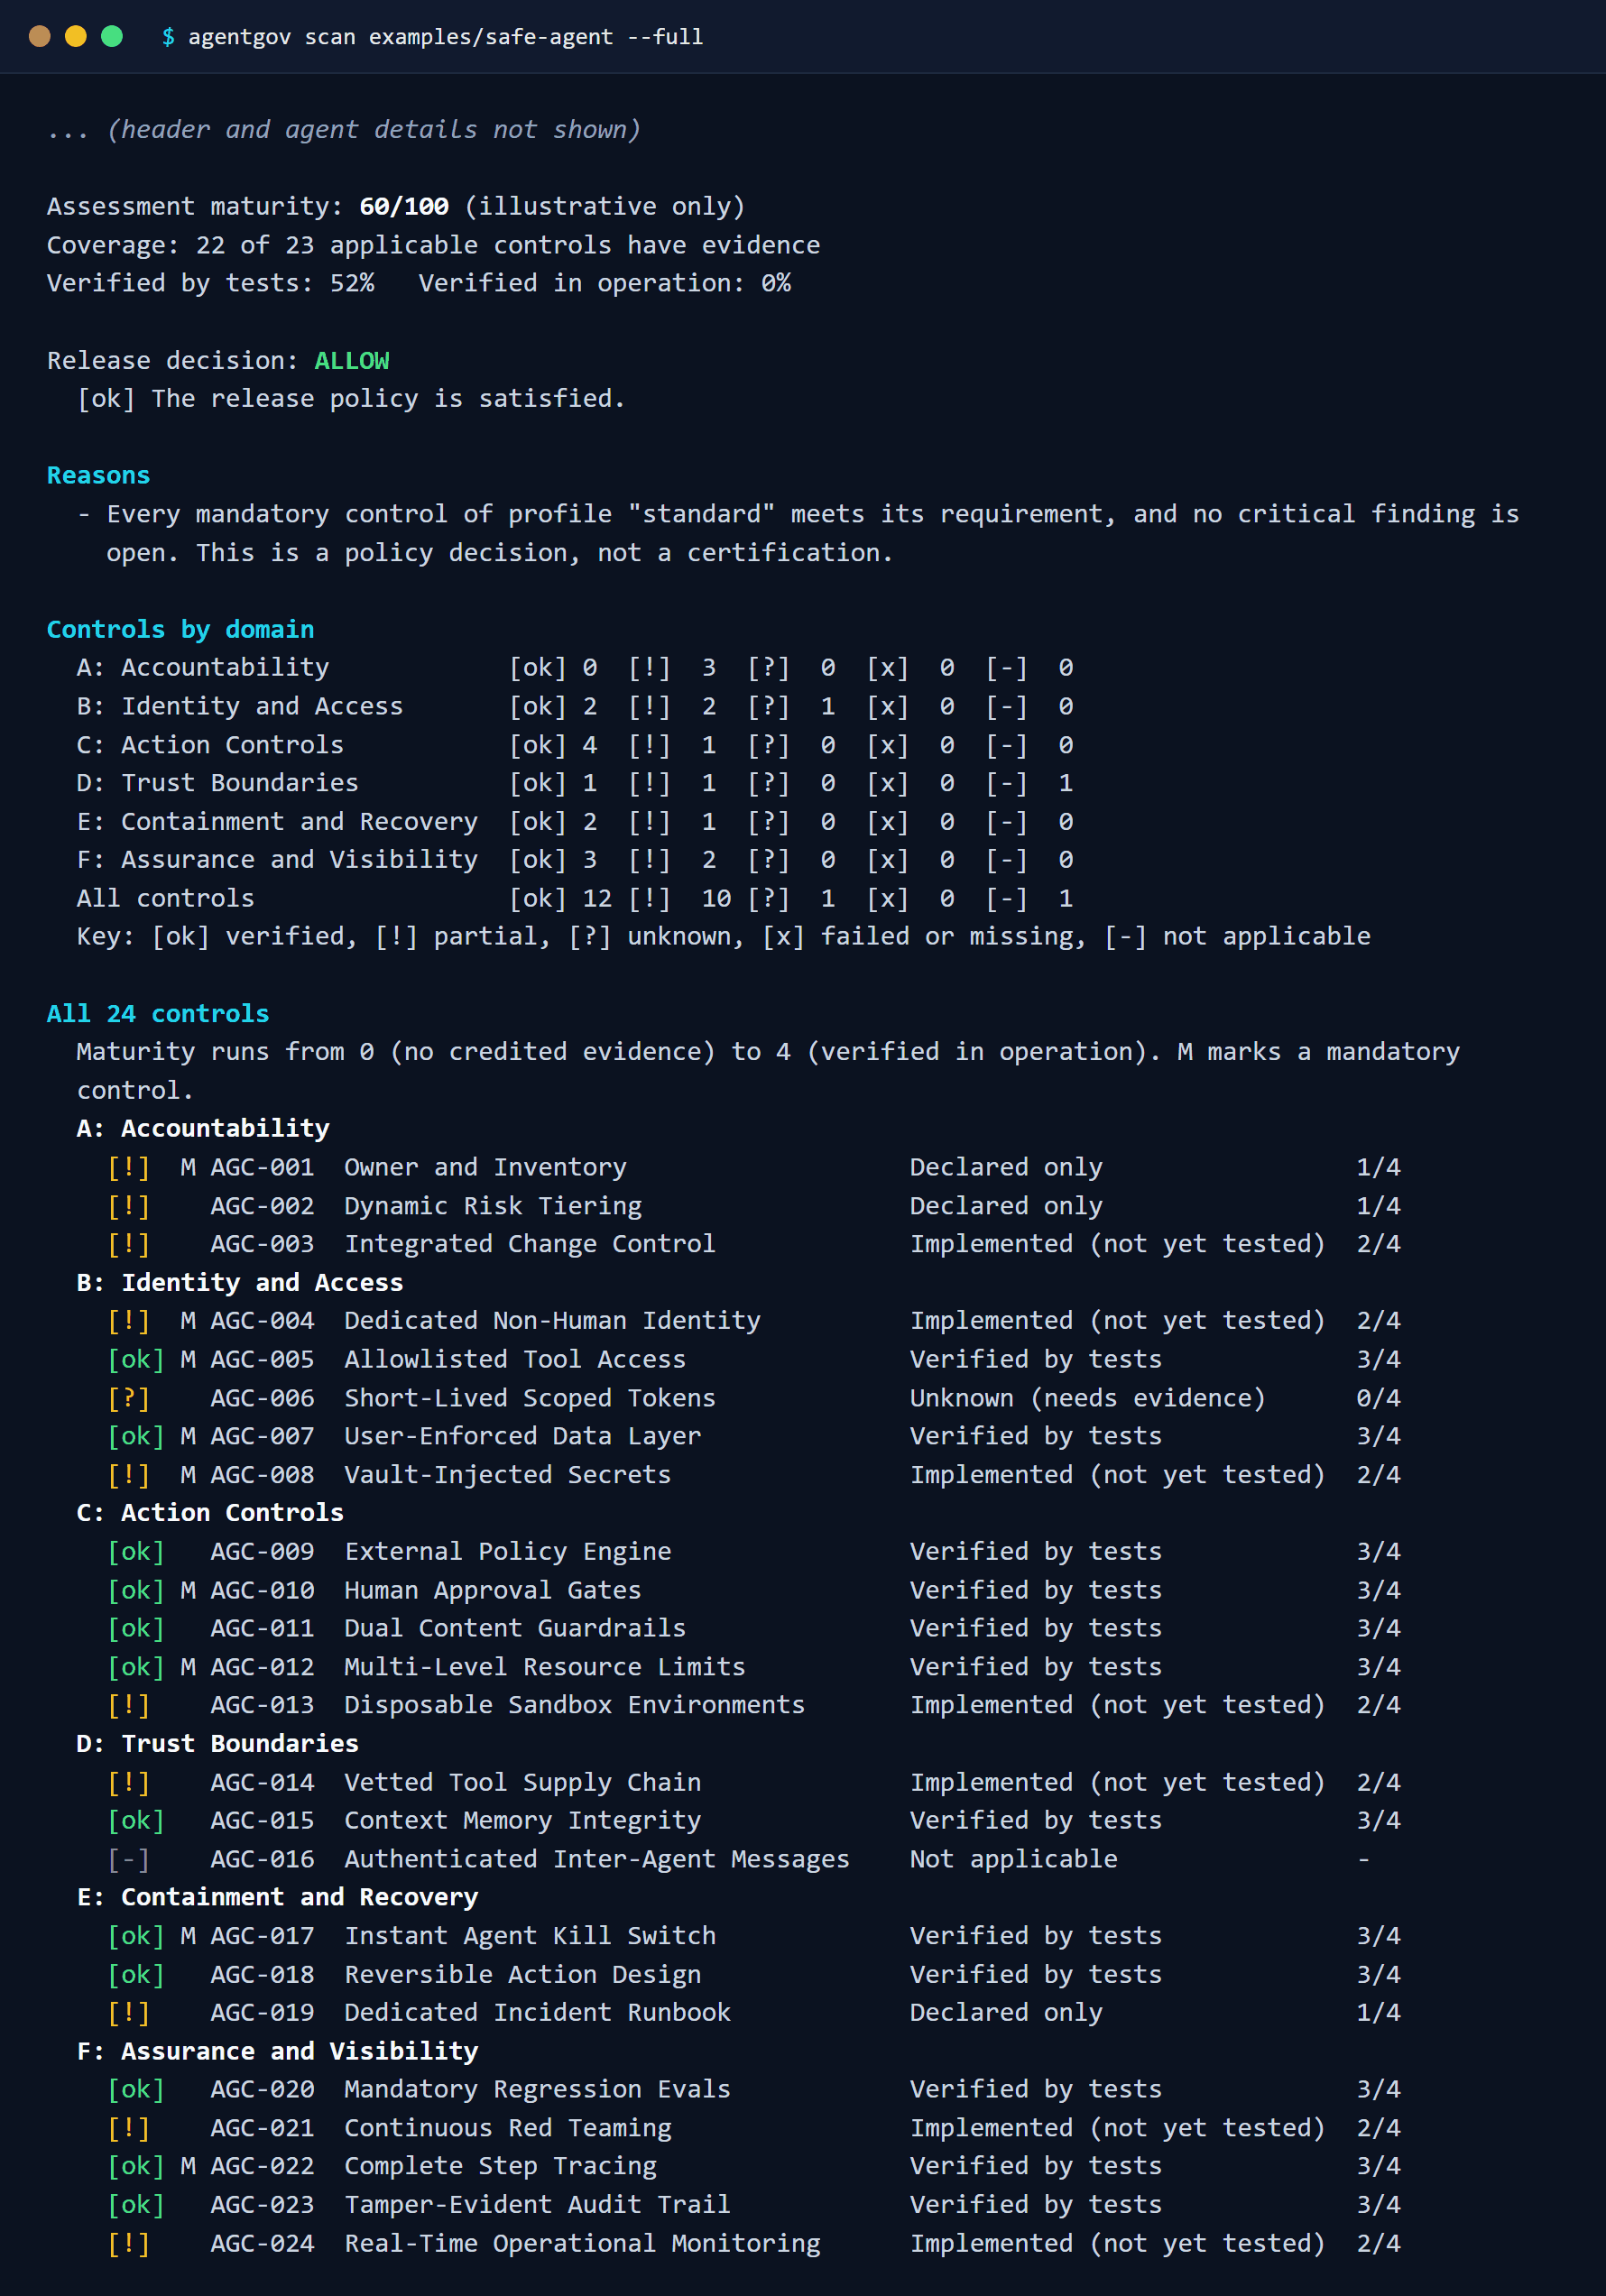 $ agentgov scan examples/safe-agent --full
... (header and agent details not shown)
Assessment maturity: 60/100 (illustrative only)
Coverage: 22 of 23 applicable controls have evidence
Verified by tests: 52%   Verified in operation: 0%
Release decision: ALLOW
[ok] The release policy is satisfied.
Reasons
- Every mandatory control of profile "standard" meets its requirement, and no critical finding is
open. This is a policy decision, not a certification.
Controls by domain
A: Accountability            [ok] 0  [!]  3  [?]  0  [x]  0  [-]  0
B: Identity and Access       [ok] 2  [!]  2  [?]  1  [x]  0  [-]  0
C: Action Controls           [ok] 4  [!]  1  [?]  0  [x]  0  [-]  0
D: Trust Boundaries          [ok] 1  [!]  1  [?]  0  [x]  0  [-]  1
E: Containment and Recovery  [ok] 2  [!]  1  [?]  0  [x]  0  [-]  0
F: Assurance and Visibility  [ok] 3  [!]  2  [?]  0  [x]  0  [-]  0
All controls                 [ok] 12 [!]  10 [?]  1  [x]  0  [-]  1
Key: [ok] verified, [!] partial, [?] unknown, [x] failed or missing, [-] not applicable
All 24 controls
Maturity runs from 0 (no credited evidence) to 4 (verified in operation). M marks a mandatory
control.
A: Accountability
[!]  M AGC-001  Owner and Inventory                   Declared only                 1/4
[!]    AGC-002  Dynamic Risk Tiering                  Declared only                 1/4
[!]    AGC-003  Integrated Change Control             Implemented (not yet tested)  2/4
B: Identity and Access
[!]  M AGC-004  Dedicated Non-Human Identity          Implemented (not yet tested)  2/4
[ok] M AGC-005  Allowlisted Tool Access               Verified by tests             3/4
[?]    AGC-006  Short-Lived Scoped Tokens             Unknown (needs evidence)      0/4
[ok] M AGC-007  User-Enforced Data Layer              Verified by tests             3/4
[!]  M AGC-008  Vault-Injected Secrets                Implemented (not yet tested)  2/4
C: Action Controls
[ok]   AGC-009  External Policy Engine                Verified by tests             3/4
[ok] M AGC-010  Human Approval Gates                  Verified by tests             3/4
[ok]   AGC-011  Dual Content Guardrails               Verified by tests             3/4
[ok] M AGC-012  Multi-Level Resource Limits           Verified by tests             3/4
[!]    AGC-013  Disposable Sandbox Environments       Implemented (not yet tested)  2/4
D: Trust Boundaries
[!]    AGC-014  Vetted Tool Supply Chain              Implemented (not yet tested)  2/4
[ok]   AGC-015  Context Memory Integrity              Verified by tests             3/4
[-]    AGC-016  Authenticated Inter-Agent Messages    Not applicable                -
E: Containment and Recovery
[ok] M AGC-017  Instant Agent Kill Switch             Verified by tests             3/4
[ok]   AGC-018  Reversible Action Design              Verified by tests             3/4
[!]    AGC-019  Dedicated Incident Runbook            Declared only                 1/4
F: Assurance and Visibility
[ok]   AGC-020  Mandatory Regression Evals            Verified by tests             3/4
[!]    AGC-021  Continuous Red Teaming                Implemented (not yet tested)  2/4
[ok] M AGC-022  Complete Step Tracing                 Verified by tests             3/4
[ok]   AGC-023  Tamper-Evident Audit Trail            Verified by tests             3/4
[!]    AGC-024  Real-Time Operational Monitoring      Implemented (not yet tested)  2/4